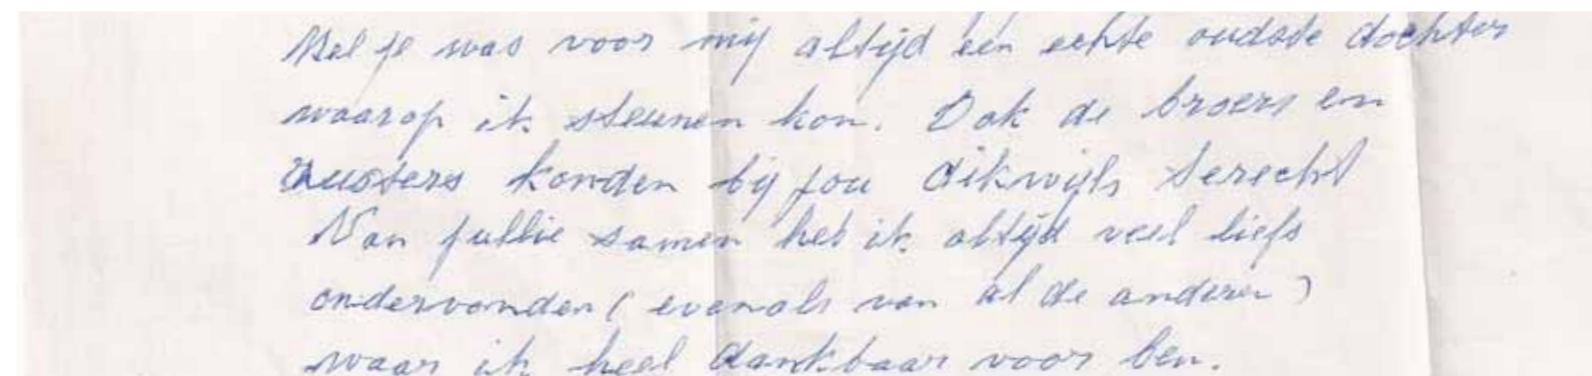 Mel je was voor mij altijd een echte oudste dochter
waarop ik steunen kon. Ook de broers en
zusters konden bij jou dikwijls terecht
Van jullie samen heb ik altijd veel liefs
ondervonden (evenals van al de anderen)
waar ik heel dankbaar voor ben.